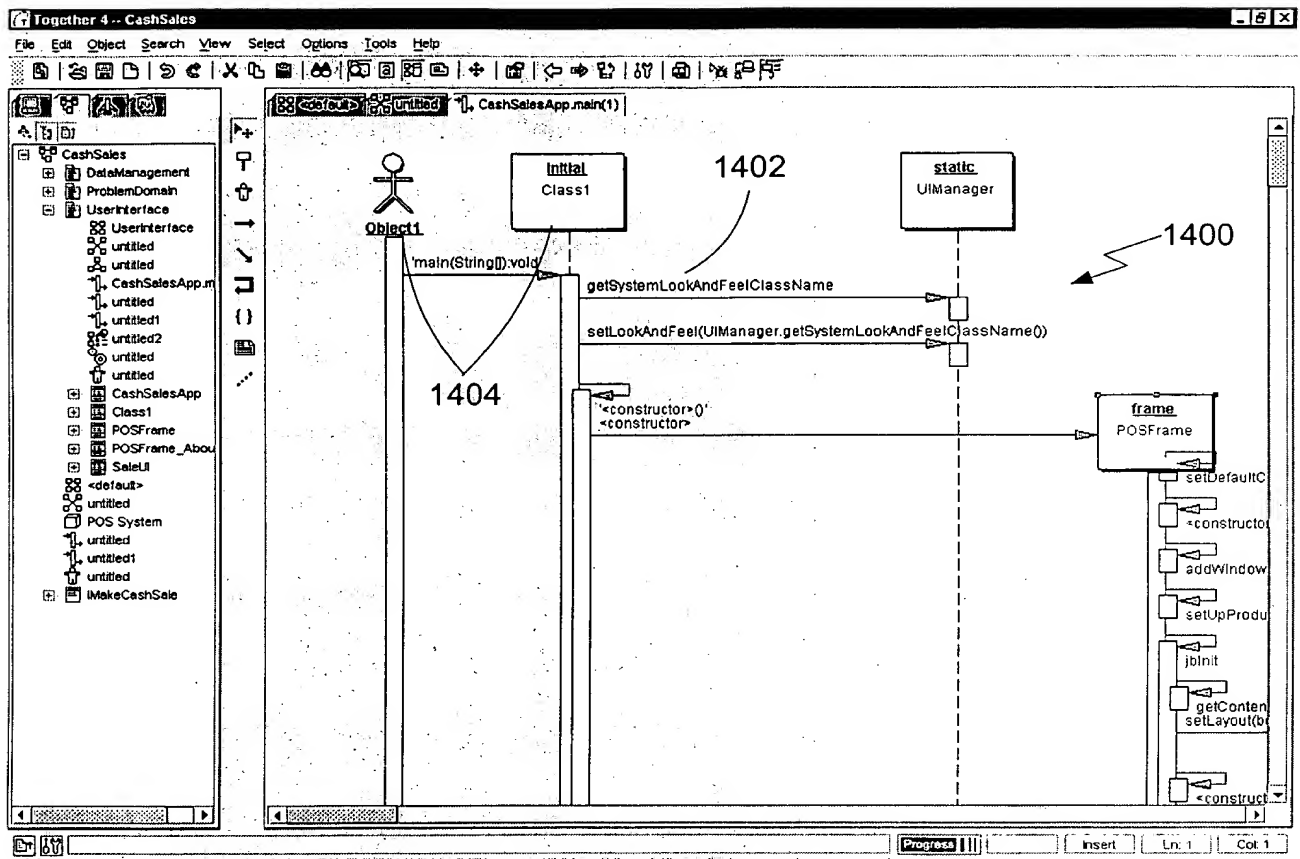 Together 4 -- CashSales
File Edit Object Search View Select Options Tools Help
<default> untitled CashSalesApp.main(1)
CashSales
DataManagement
ProblemDomain
UserInterface
UserInterface
untitled
untitled
CashSalesApp.m
untitled
untitled1
untitled2
untitled
untitled
CashSalesApp
Class1
POSFrame
POSFrame_Abou
SaleUI
<default>
untitled
POS System
untitled
untitled1
untitled
IMakeCashSale
Object1
Initial
Class1
1402
static
UIManager
1400
'main(String[]):void
getSystemLookAndFeelClassName
setLookAndFeel(UIManager.getSystemLookAndFeelClassName())
1404
'<constructor>()'
<constructor>
frame
POSFrame
setDefaultC
<constructo
addWindow
setUpProdu
jbInit
getConten
setLayout(b
<construct
Progress Insert Ln: 1 Col: 1